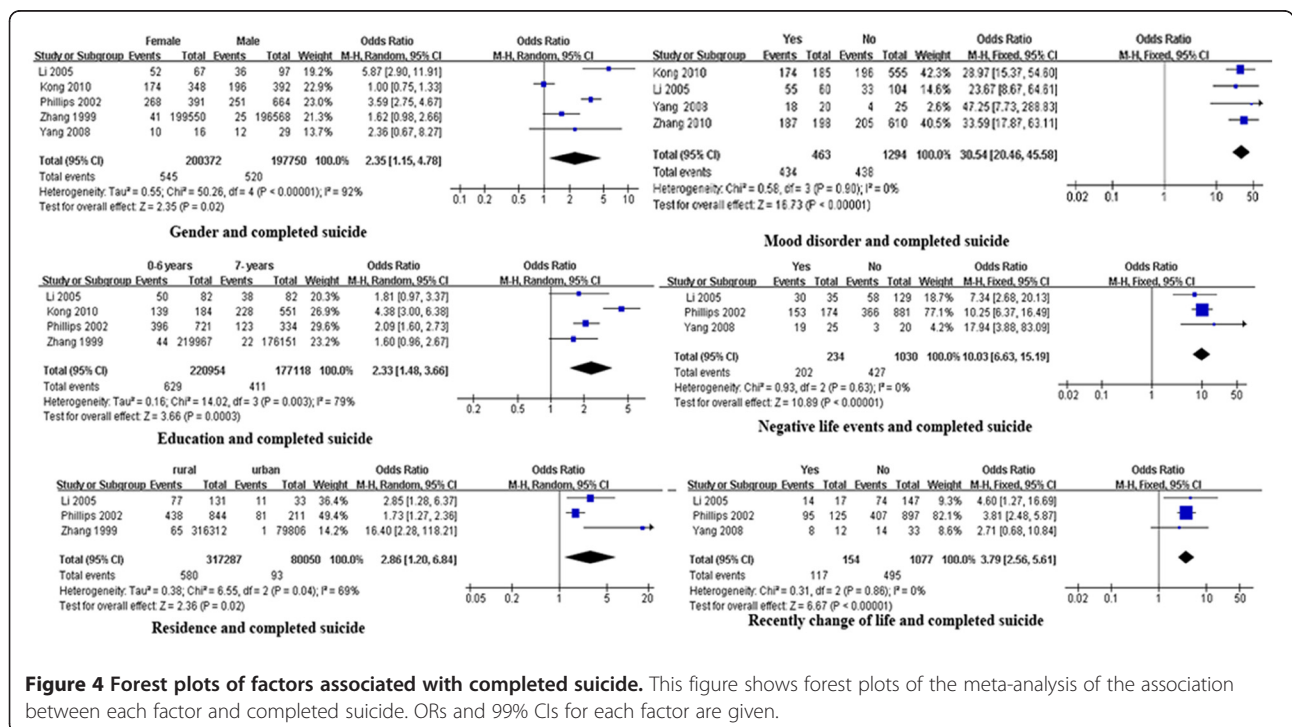 Female Male Odds Ratio Odds Ratio
Study or Subgroup Events Total Events Total Weight M-H, Random, 95% CI M-H, Random, 95% CI
Li 2005 52 67 36 97 19.2% 5.87 [2.90, 11.91]
Kong 2010 174 348 196 392 22.9% 1.00 [0.75, 1.33]
Phillips 2002 268 391 251 664 23.0% 3.59 [2.75, 4.67]
Zhang 1999 41 199550 25 196568 21.3% 1.62 [0.98, 2.66]
Yang 2008 10 16 12 29 13.7% 2.36 [0.67, 8.27]
Total (95% CI) 200372 197750 100.0% 2.35 [1.15, 4.78]
Total events 545 520
Heterogeneity: Tau² = 0.55; Chi² = 50.26, df = 4 (P < 0.00001); I² = 92%
Test for overall effect: Z = 2.35 (P = 0.02)
0.1 0.2 0.5 1 2 5 10
Gender and completed suicide
Yes No Odds Ratio Odds Ratio
Study or Subgroup Events Total Events Total Weight M-H, Fixed, 95% CI M-H, Fixed, 95% CI
Kong 2010 174 185 196 555 42.3% 28.97 [15.37, 54.60]
Li 2005 55 60 33 104 14.6% 23.67 [8.67, 64.61]
Yang 2008 18 20 4 25 2.6% 47.25 [7.73, 288.83]
Zhang 2010 187 198 205 610 40.5% 33.59 [17.87, 63.11]
Total (95% CI) 463 1294 100.0% 30.54 [20.46, 45.58]
Total events 434 438
Heterogeneity: Chi² = 0.58, df = 3 (P = 0.90); I² = 0%
Test for overall effect: Z = 16.73 (P < 0.00001)
0.02 0.1 1 10 50
Mood disorder and completed suicide
0-6 years 7- years Odds Ratio Odds Ratio
Study or Subgroup Events Total Events Total Weight M-H, Random, 95% CI M-H, Random, 95% CI
Li 2005 50 82 38 82 20.3% 1.81 [0.97, 3.37]
Kong 2010 139 184 228 551 26.9% 4.38 [3.00, 6.38]
Phillips 2002 396 721 123 334 29.6% 2.09 [1.60, 2.73]
Zhang 1999 44 219967 22 176151 23.2% 1.60 [0.96, 2.67]
Total (95% CI) 220954 177118 100.0% 2.33 [1.48, 3.66]
Total events 629 411
Heterogeneity: Tau² = 0.16; Chi² = 14.02, df = 3 (P = 0.003); I² = 79%
Test for overall effect: Z = 3.66 (P = 0.0003)
0.2 0.5 1 2 5
Education and completed suicide
Yes No Odds Ratio Odds Ratio
Study or Subgroup Events Total Events Total Weight M-H, Fixed, 95% CI M-H, Fixed, 95% CI
Li 2005 30 35 58 129 18.7% 7.34 [2.68, 20.13]
Phillips 2002 153 174 366 881 77.1% 10.25 [6.37, 16.49]
Yang 2008 19 25 3 20 4.2% 17.94 [3.88, 83.09]
Total (95% CI) 234 1030 100.0% 10.03 [6.63, 15.19]
Total events 202 427
Heterogeneity: Chi² = 0.93, df = 2 (P = 0.63); I² = 0%
Test for overall effect: Z = 10.89 (P < 0.00001)
0.02 0.1 1 10 50
Negative life events and completed suicide
rural urban Odds Ratio Odds Ratio
Study or Subgroup Events Total Events Total Weight M-H, Random, 95% CI M-H, Random, 95% CI
Li 2005 77 131 11 33 36.4% 2.85 [1.28, 6.37]
Phillips 2002 438 844 81 211 49.4% 1.73 [1.27, 2.36]
Zhang 1999 65 316312 1 79806 14.2% 16.40 [2.28, 118.21]
Total (95% CI) 317287 80050 100.0% 2.86 [1.20, 6.84]
Total events 580 93
Heterogeneity: Tau² = 0.38; Chi² = 6.55, df = 2 (P = 0.04); I² = 69%
Test for overall effect: Z = 2.36 (P = 0.02)
0.05 0.2 1 5 20
Residence and completed suicide
Yes No Odds Ratio Odds Ratio
Study or Subgroup Events Total Events Total Weight M-H, Fixed, 95% CI M-H, Fixed, 95% CI
Li 2005 14 17 74 147 9.3% 4.60 [1.27, 16.69]
Phillips 2002 95 125 407 897 82.1% 3.81 [2.48, 5.87]
Yang 2008 8 12 14 33 8.6% 2.71 [0.68, 10.84]
Total (95% CI) 154 1077 100.0% 3.79 [2.56, 5.61]
Total events 117 495
Heterogeneity: Chi² = 0.31, df = 2 (P = 0.86); I² = 0%
Test for overall effect: Z = 6.67 (P < 0.00001)
0.02 0.1 1 10 50
Recently change of life and completed suicide
Figure 4 Forest plots of factors associated with completed suicide. This figure shows forest plots of the meta-analysis of the association
between each factor and completed suicide. ORs and 99% CIs for each factor are given.